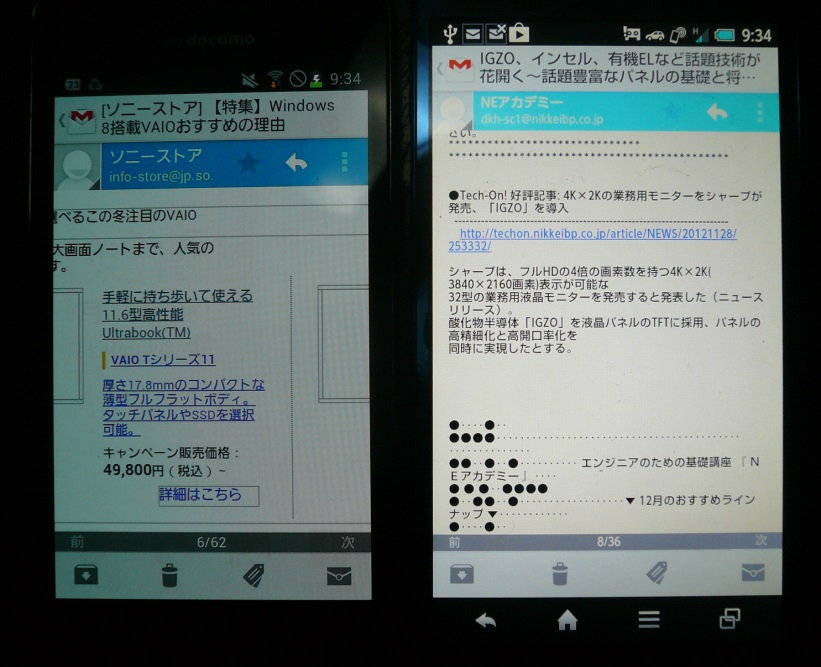 docomo
23
9:34
[ソニーストア] 【特集】Windows
8搭載VAIOおすすめの理由
ソニーストア
info-store@jp.so.
べるこの冬注目のVAIO
大画面ノートまで、人気の
す。
手軽に持ち歩いて使える
11.6型高性能
Ultrabook(TM)
VAIO Tシリーズ11
厚さ17.8mmのコンパクトな
薄型フルフラットボディ。
タッチパネルやSSDを選択
可能。
キャンペーン販売価格：
49,800円（税込）~
詳細はこちら
前 6/62 次
H 9:34
IGZO、インセル、有機ELなど話題技術が
花開く～話題豊富なパネルの基礎と将…
NEアカデミー
dkh-sc1@nikkeibp.co.jp
さい。
●Tech-On! 好評記事: 4K×2Kの業務用モニターをシャープが
発売、「IGZO」を導入
http://techon.nikkeibp.co.jp/article/NEWS/20121128/
253332/
シャープは、フルHDの4倍の画素数を持つ4K×2K(
3840×2160画素)表示が可能な
32型の業務用液晶モニターを発売すると発表した（ニュース
リリース）。
酸化物半導体「IGZO」を液晶パネルのTFTに採用、パネルの
高精細化と高開口率化を
同時に実現したとする。
エンジニアのための基礎講座 『 N
E アカデミー 』
▼ 12月のおすすめライン
ナップ ▼
前 8/36 次